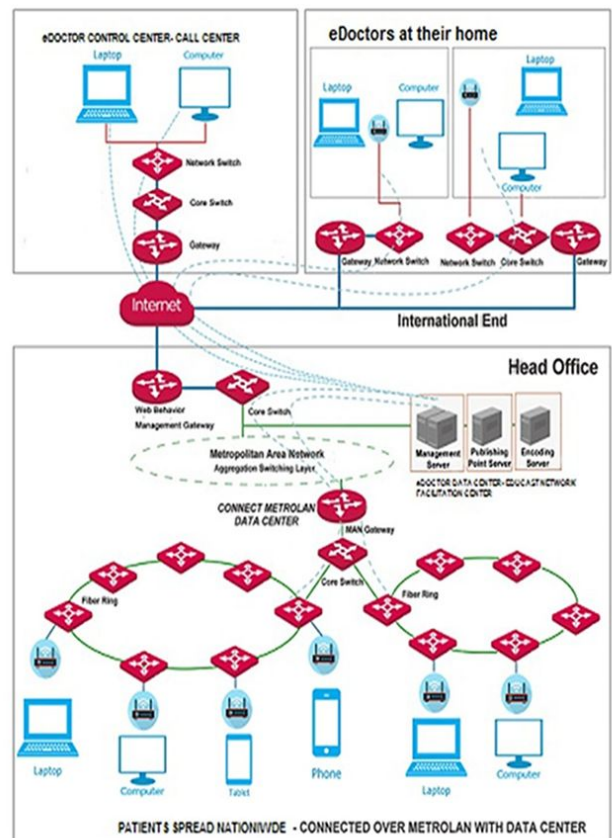 eDOCTOR CONTROL CENTER- CALL CENTER
Laptop
Computer
Network Switch
Core Switch
Gateway
eDoctors at their home
Laptop
Computer
Laptop
Computer
Gateway
Network Switch
Network Switch
Core Switch
Gateway
Internet
International End
Head Office
Web Behavior
Management Gateway
Core Switch
Management
Server
Publishing
Point Server
Encoding
Server
eDOCTOR DATA CENTER - EDUCAST NETWORK
FACILITATION CENTER
Metropolitan Area Network
Aggregation Switching Layer
CONNECT METROLAN
DATA CENTER
MAN Gateway
Core Switch
Fiber Ring
Fiber Ring
Laptop
Computer
Tablet
Phone
Laptop
Computer
PATIENTS SPREAD NATIONWDE - CONNECTED OVER METROLAN WITH DATA CENTER